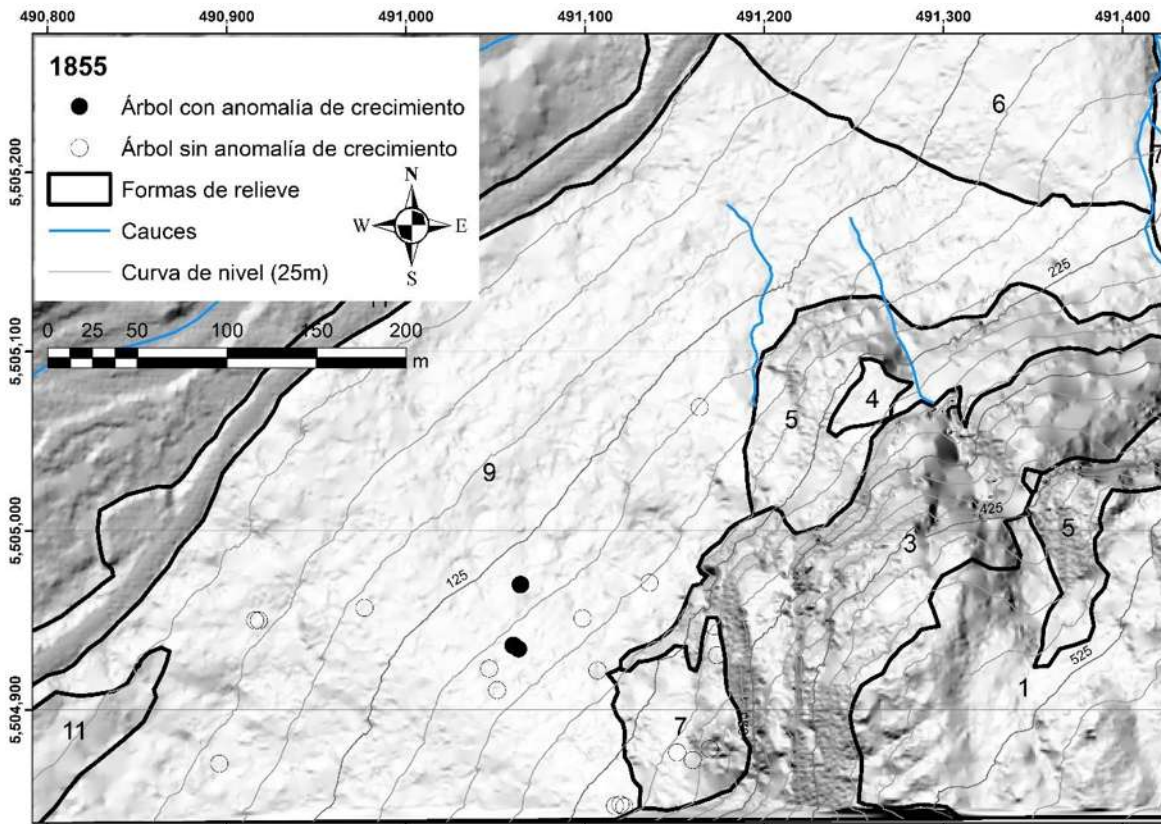 490,800 490,900 491,000 491,100 491,200 491,300 491,400
1855
Árbol con anomalía de crecimiento
Árbol sin anomalía de crecimiento
Formas de relieve
Cauces
Curva de nivel (25m)
N
W E
S
0 25 50 100 150 200
m
5,505,200
5,505,100
5,505,000
5,504,900
6
7
225
4
5
9
425
3
5
125
525
1
11
7